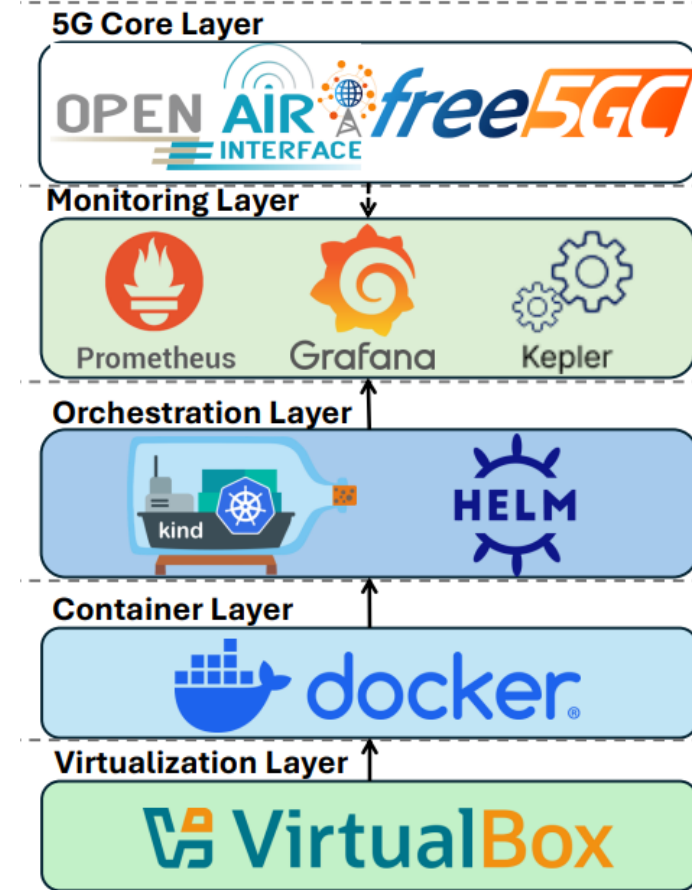 5G Core Layer
OPEN AIR INTERFACE
free5GC
Monitoring Layer
Prometheus
Grafana
Kepler
Orchestration Layer
kind
HELM
Container Layer
docker®
Virtualization Layer
VirtualBox